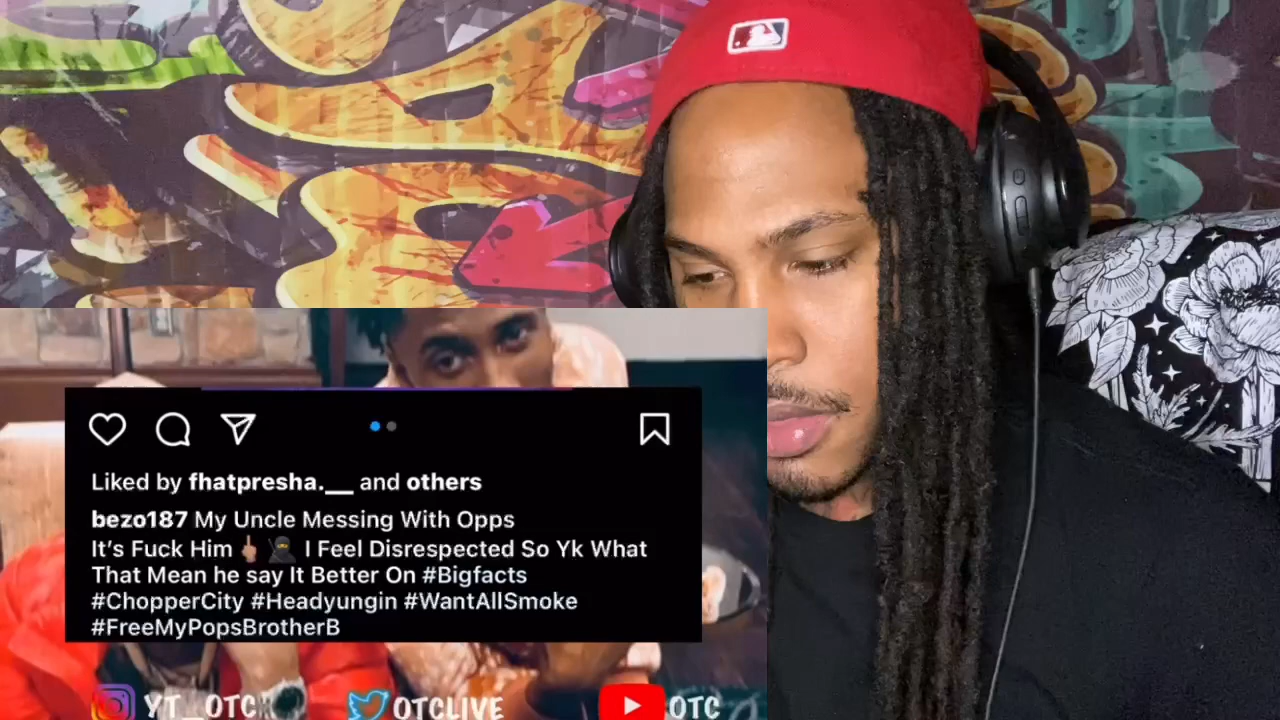 Liked by fhatpresha.__ and others
bezo187 My Uncle Messing With Opps
It’s Fuck Him🖕🏽🥷🏿 I Feel Disrespected So Yk What
That Mean he say It Better On #Bigfacts
#ChopperCity #Headyungin #WantAllSmoke
#FreeMyPopsBrotherB
YT_OTC OTCLIVE OTC